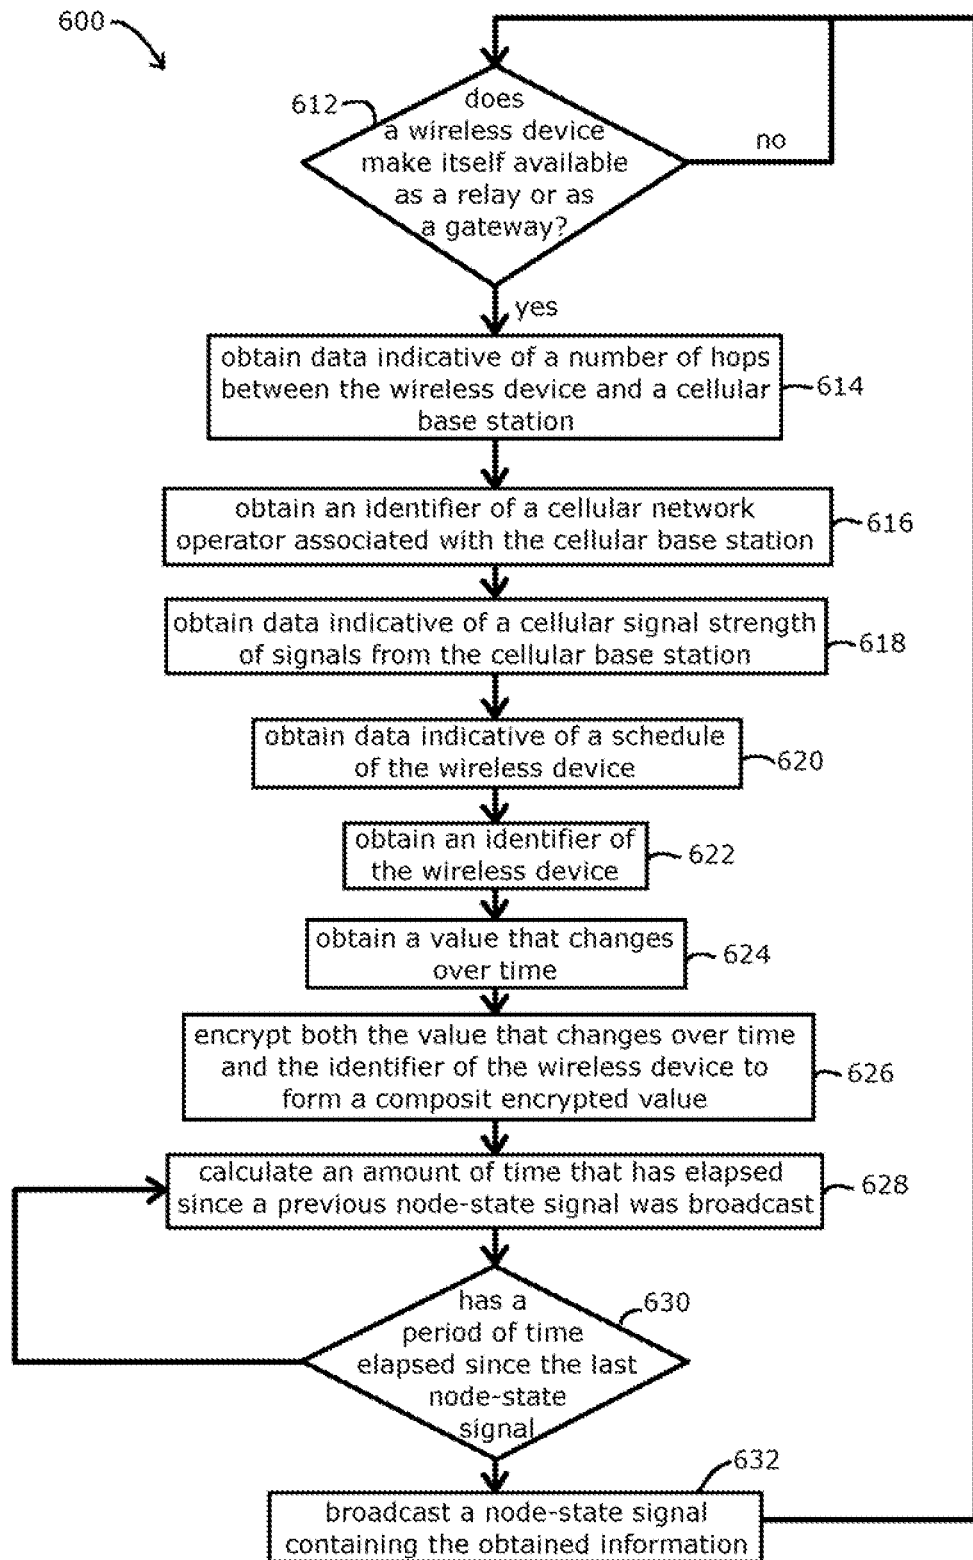 600
612
does
a wireless device
make itself available
as a relay or as
a gateway?
no
yes
obtain data indicative of a number of hops
between the wireless device and a cellular
base station
614
obtain an identifier of a cellular network
operator associated with the cellular base station
616
obtain data indicative of a cellular signal strength
of signals from the cellular base station
618
obtain data indicative of a schedule
of the wireless device
620
obtain an identifier of
the wireless device
622
obtain a value that changes
over time
624
encrypt both the value that changes over time
and the identifier of the wireless device to
form a composit encrypted value
626
calculate an amount of time that has elapsed
since a previous node-state signal was broadcast
628
has a
period of time
elapsed since the last
node-state
signal
630
632
broadcast a node-state signal
containing the obtained information